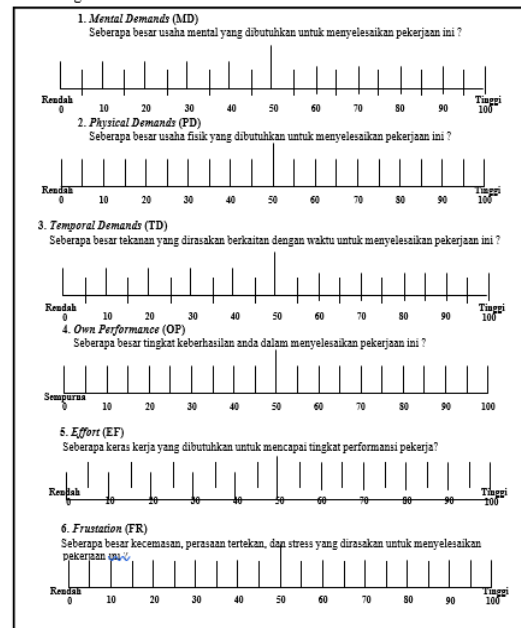 1. Mental Demands (MD)
Seberapa besar usaha mental yang dibutuhkan untuk menyelesaikan pekerjaan ini ?
Rendah Tinggi
0 10 20 30 40 50 60 70 80 90 100
2. Physical Demands (PD)
Seberapa besar usaha fisik yang dibutuhkan untuk menyelesaikan pekerjaan ini ?
Rendah Tinggi
0 10 20 30 40 50 60 70 80 90 100
3. Temporal Demands (TD)
Seberapa besar tekanan yang dirasakan berkaitan dengan waktu untuk menyelesaikan pekerjaan ini ?
Rendah Tinggi
0 10 20 30 40 50 60 70 80 90 100
4. Own Performance (OP)
Seberapa besar tingkat keberhasilan anda dalam menyelesaikan pekerjaan ini ?
Sempurna
0 10 20 30 40 50 60 70 80 90 100
5. Effort (EF)
Seberapa keras kerja yang dibutuhkan untuk mencapai tingkat performansi pekerja?
Rendah Tinggi
0 10 20 30 40 50 60 70 80 90 100
6. Frustation (FR)
Seberapa besar kecemasan, perasaan tertekan, dan stress yang dirasakan untuk menyelesaikan
pekerjaan
Rendah Tinggi
0 10 20 30 40 50 60 70 80 90 100